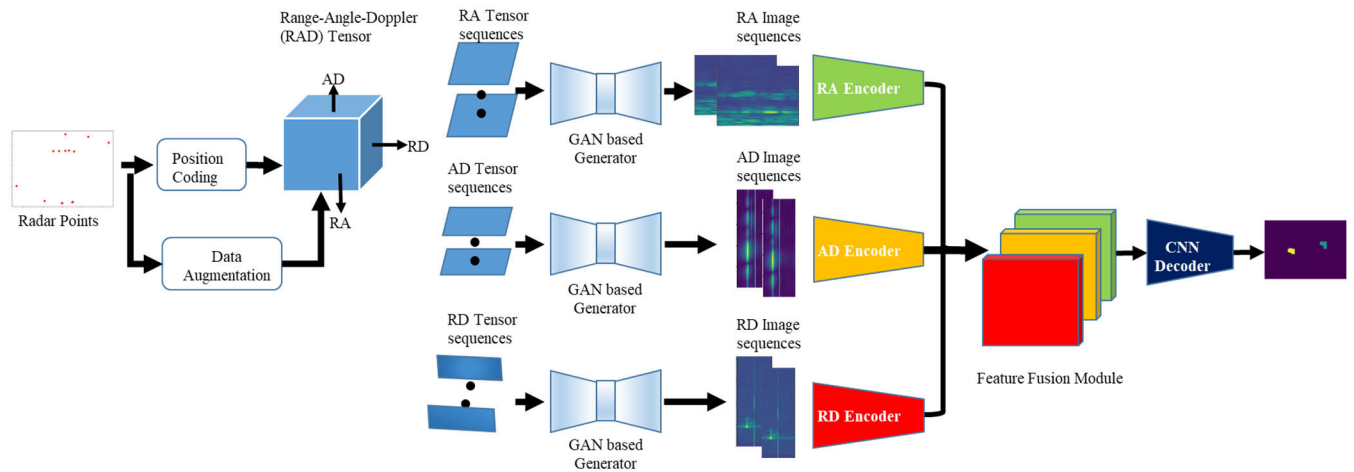 Range-Angle-Doppler
(RAD) Tensor
AD
RD
RA
Radar Points
Position
Coding
Data
Augmentation
RA Tensor
sequences
GAN based
Generator
RA Image
sequences
RA Encoder
AD Tensor
sequences
GAN based
Generator
AD Image
sequences
AD Encoder
RD Tensor
sequences
GAN based
Generator
RD Image
sequences
RD Encoder
Feature Fusion Module
CNN
Decoder